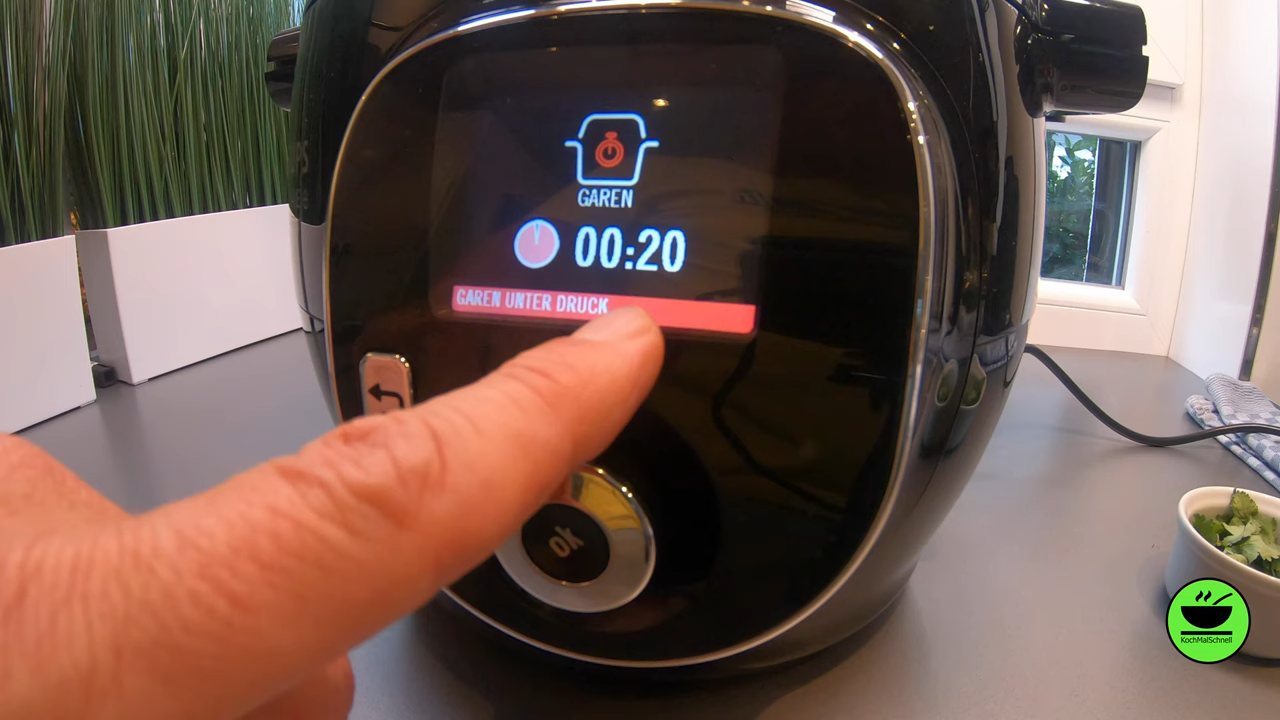 GAREN
00:20
GAREN UNTER DRUCK
ok
KochMalSchnell